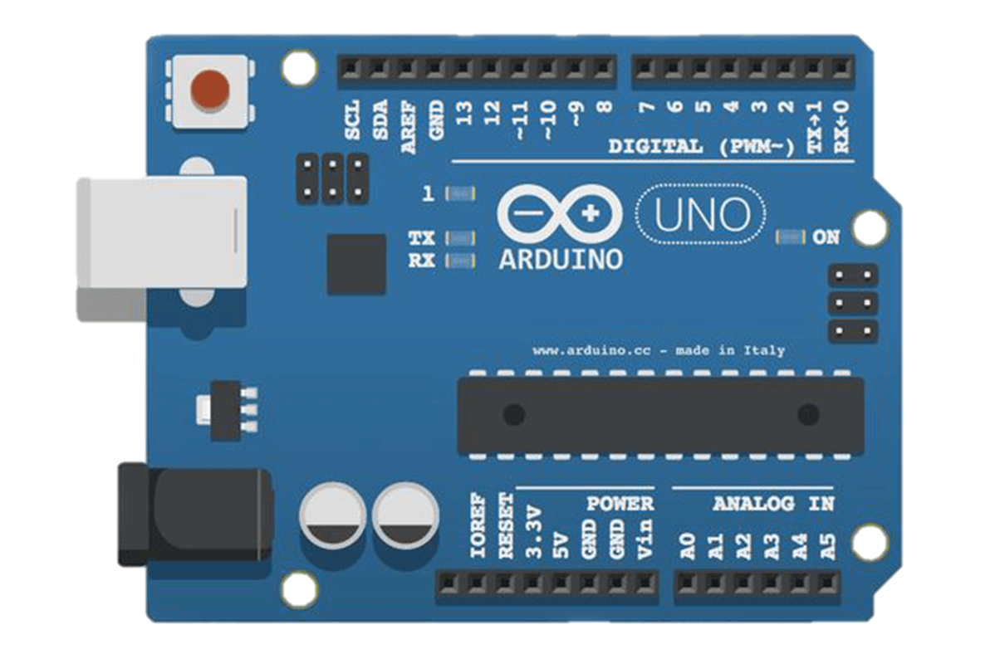 SCL SDA AREF GND 13 12 ~11 ~10 ~9 8 7 6 5 4 3 2 TX→1 RX←0
DIGITAL (PWM~)
1
TX
RX
ARDUINO
UNO
ON
www.arduino.cc - made in Italy
POWER
ANALOG IN
IOREF RESET 3.3V 5V GND GND Vin A0 A1 A2 A3 A4 A5